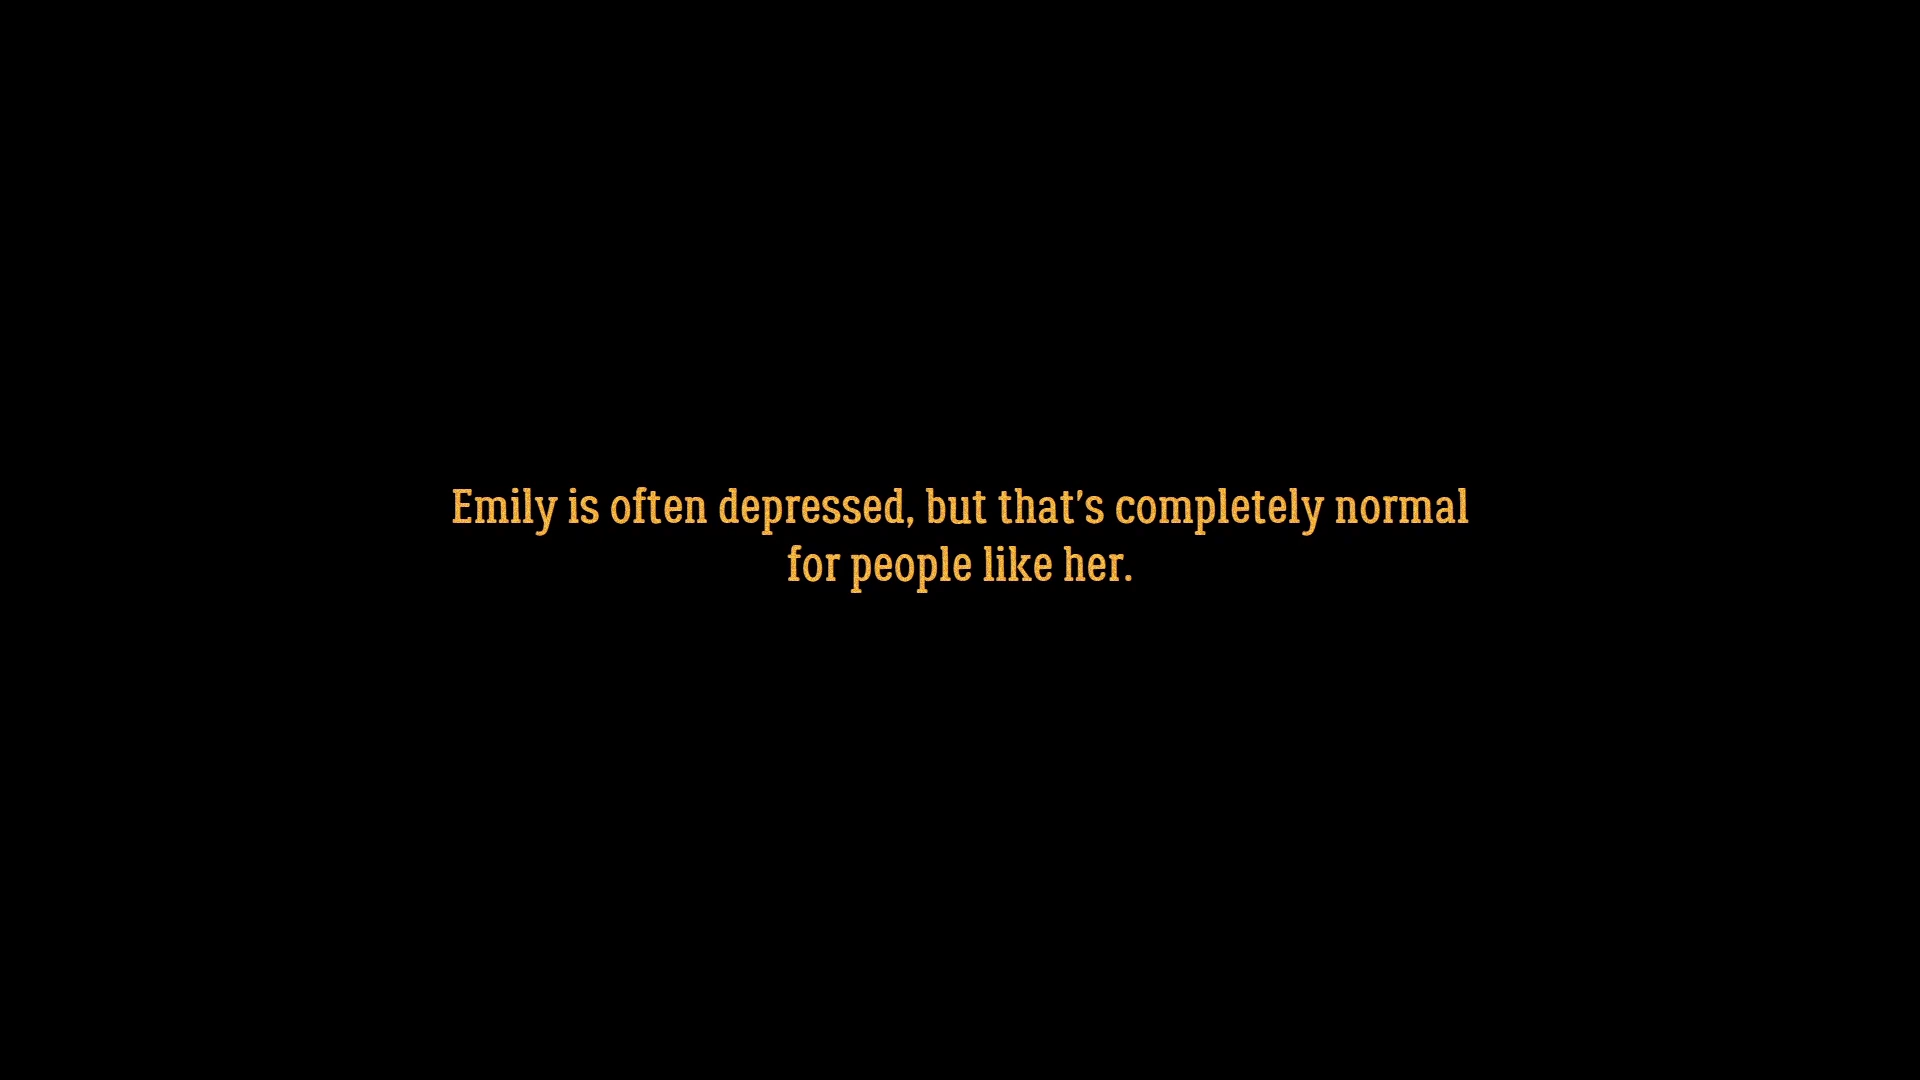 Emily is often depressed, but that's completely normal
for people like her.